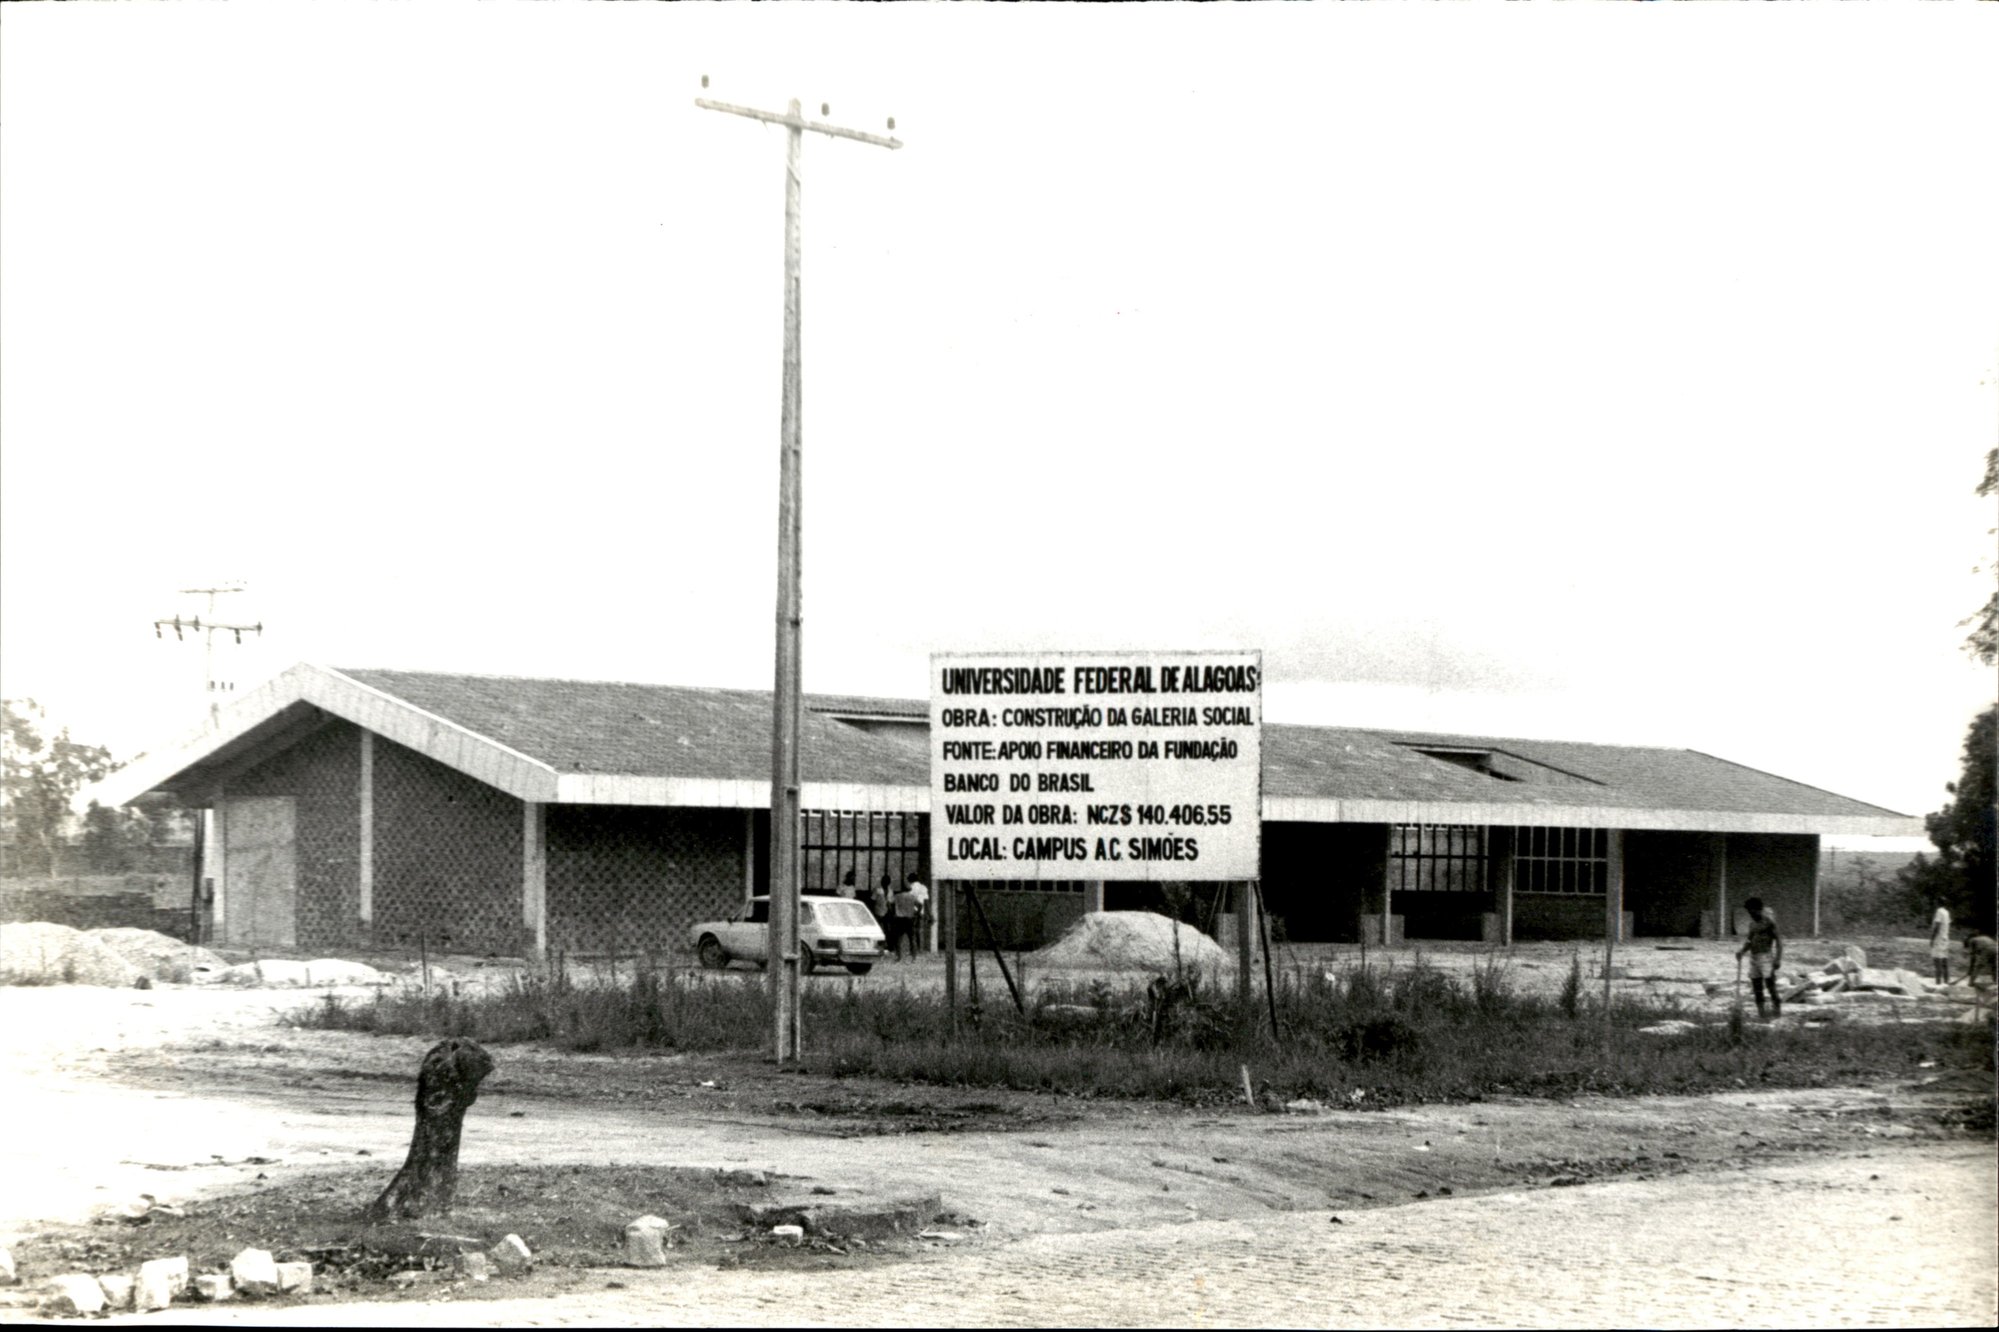 UNIVERSIDADE FEDERAL DE ALAGOAS
OBRA: CONSTRUÇÃO DA GALERIA SOCIAL
FONTE: APOIO FINANCEIRO DA FUNDAÇÃO
BANCO DO BRASIL
VALOR DA OBRA: NCZ$ 140.406,55
LOCAL: CAMPUS A.C. SIMÕES